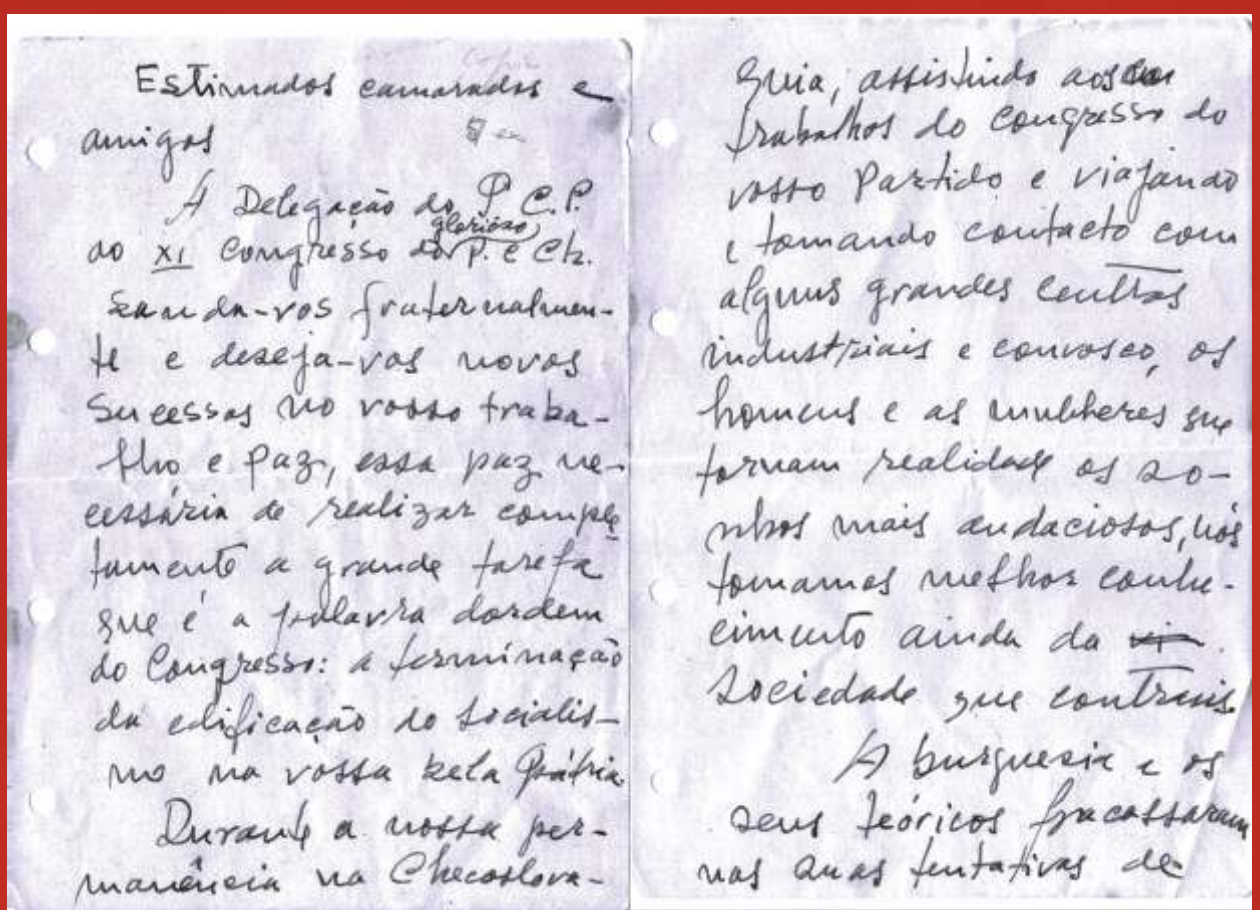 Estimados camaradas e
amigos
A Delegação do P.C.P.
ao XI Congresso do glorioso P. C Ch.
saúda-vos fraternalmen-
te e deseja-vos novos
sucessos no vosso traba-
lho e paz, essa paz ne-
cessária de realizar comple
tamente a grande tarefa
que é a palavra dordem
do Congresso: a terminação
da edificação do socialis-
mo na vossa bela Pátria
Durante a nossa per-
manência na Checoslova-
quia, assistindo aos
trabalhos do congresso do
vosso Partido e viajando
e tomando contacto com
alguns grandes centros
industriais e convosco, os
homens e as mulheres que
tornam realidade os so-
nhos mais audaciosos, nós
tomamos melhor conhe-
cimento ainda da
sociedade que contruis.
A burguesia e os
seus teóricos fracassaram
nas suas tentativas de